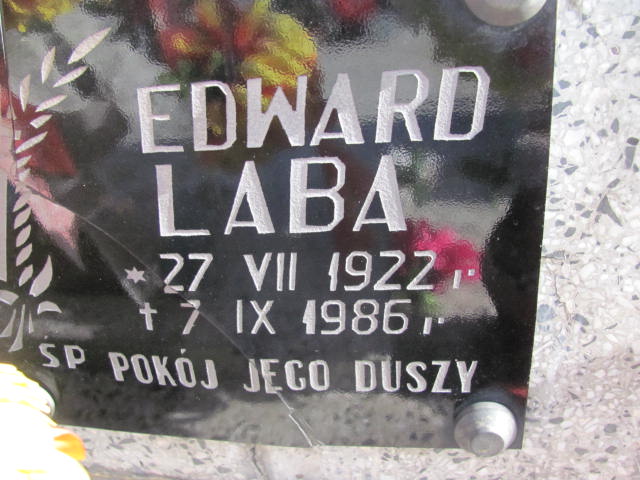 EDWARD
LABA
* 27 VII 1922 r.
† 7 IX 1986 r.
ŚP POKÓJ JEGO DUSZY